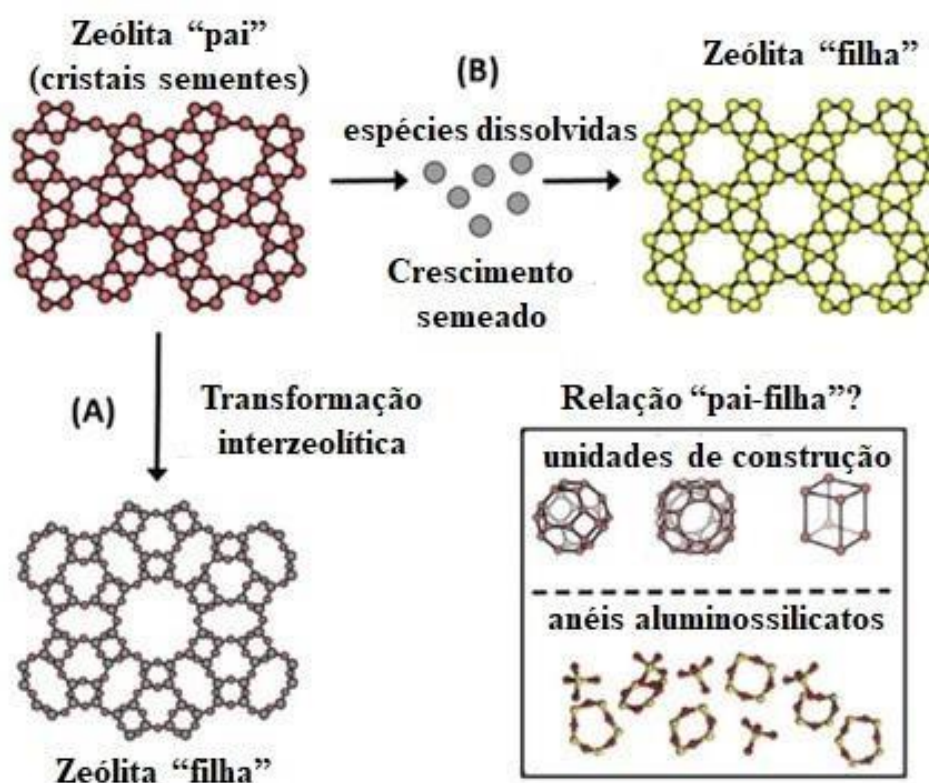 Zeólita “pai”
(cristais sementes)
(B)
Zeólita “filha”
espécies dissolvidas
Crescimento
semeado
(A)
Transformação
interzeolítica
Zeólita “filha”
Relação “pai-filha”?
unidades de construção
anéis aluminossilicatos